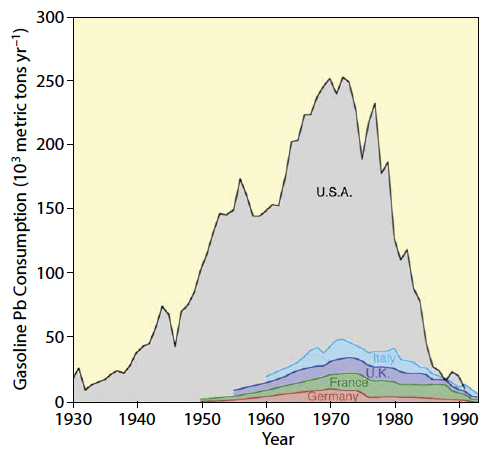 Gasoline Pb Consumption (10³ metric tons yr⁻¹)
300
250
200
150
100
50
0
U.S.A.
Italy
U.K.
France
Germany
1930 1940 1950 1960 1970 1980 1990
Year